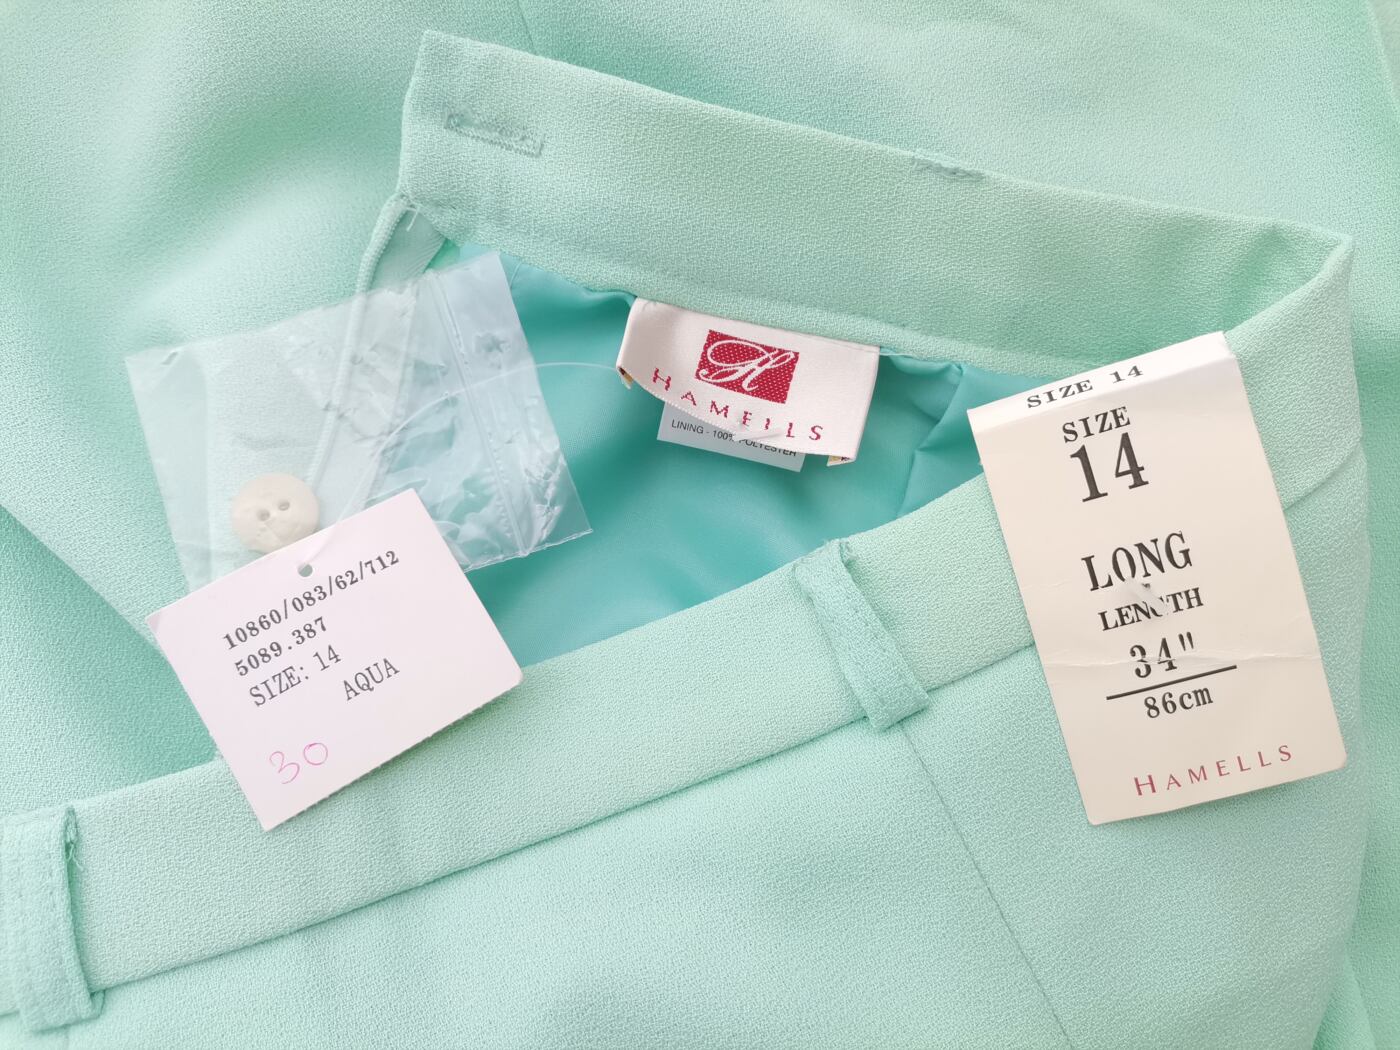 H
HAMELLS
LINING - 100% POLYESTER
SIZE 14
SIZE
14
LONG
LENGTH
34"
86cm
HAMELLS
10860/083/62/712
5089.387
SIZE: 14
AQUA
30